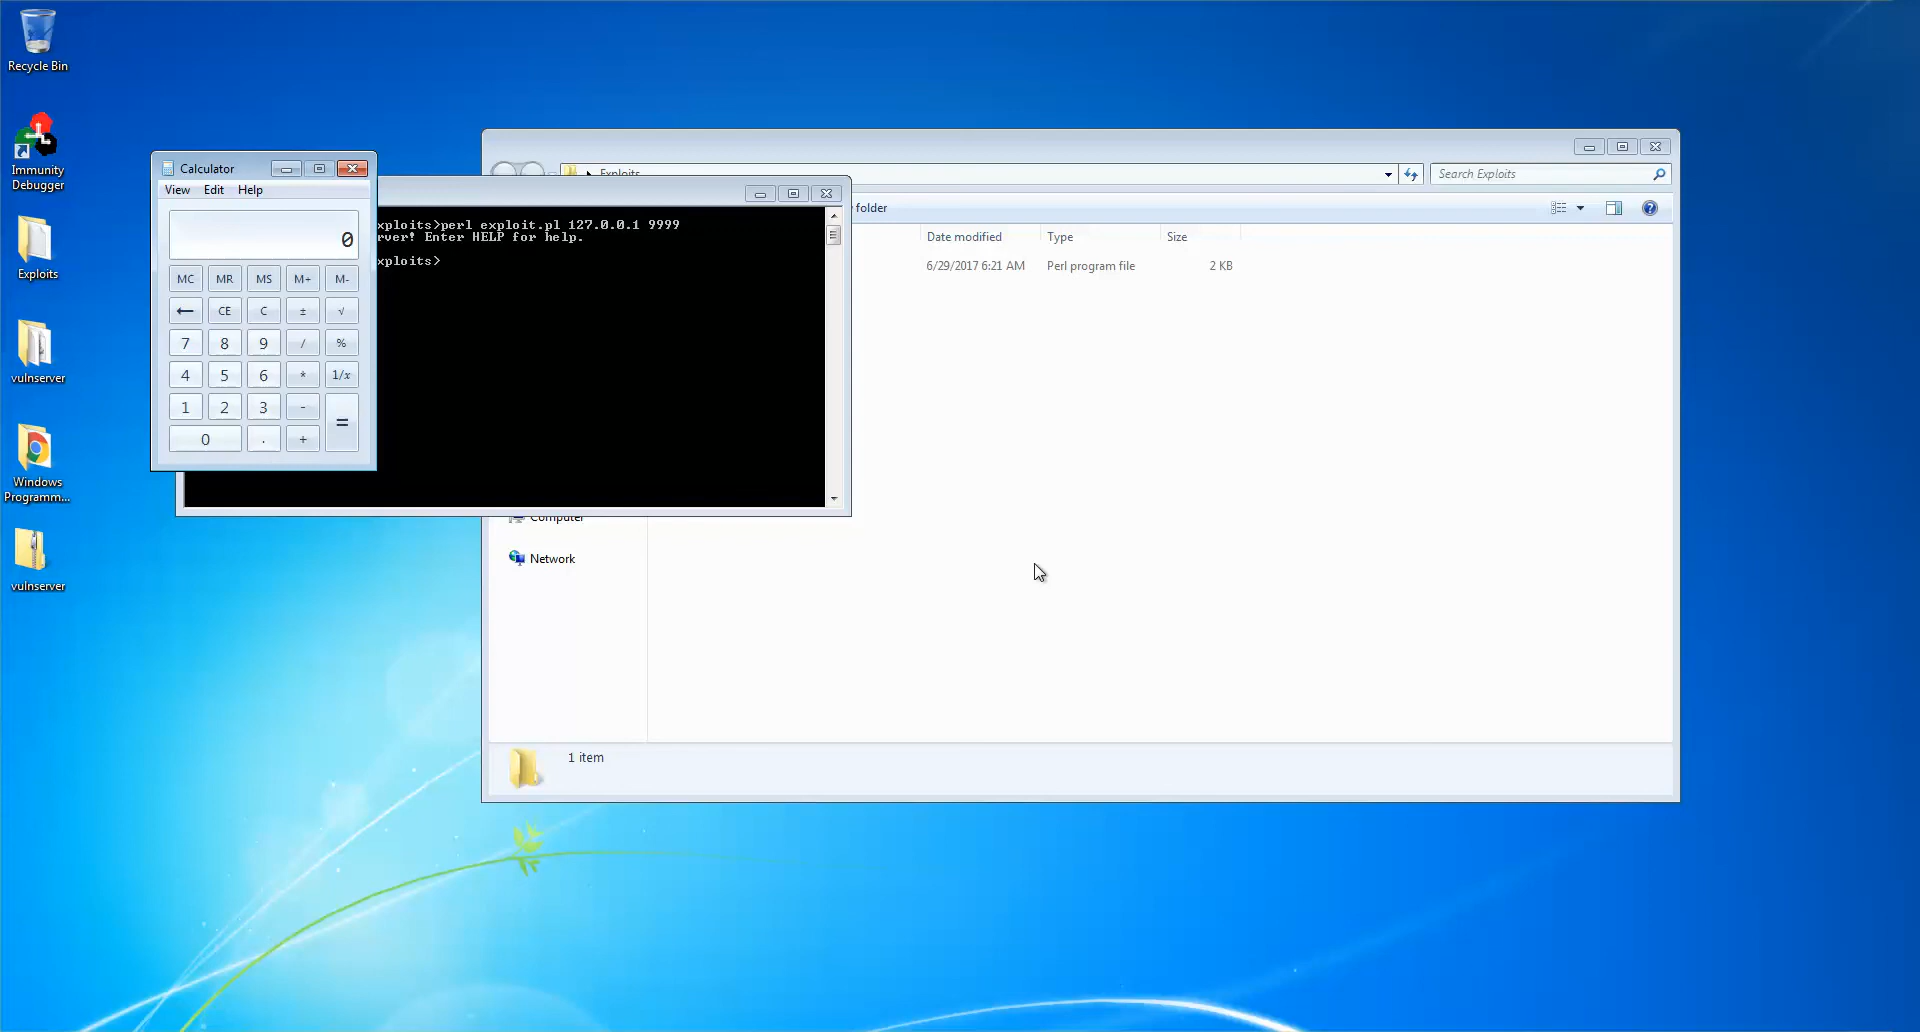 Recycle Bin
Immunity
Debugger
Exploits
vulnserver
Windows
Programm...
vulnserver
Calculator
View Edit Help
0
MC MR MS M+ M-
← CE C ± √
7 8 9 / %
4 5 6 * 1/x
1 2 3 - =
0 . +
xploits>perl exploit.pl 127.0.0.1 9999
rver! Enter HELP for help.
xploits>
Exploits
Search Exploits
folder
Date modified Type Size
6/29/2017 6:21 AM Perl program file 2 KB
Computer
Network
1 item